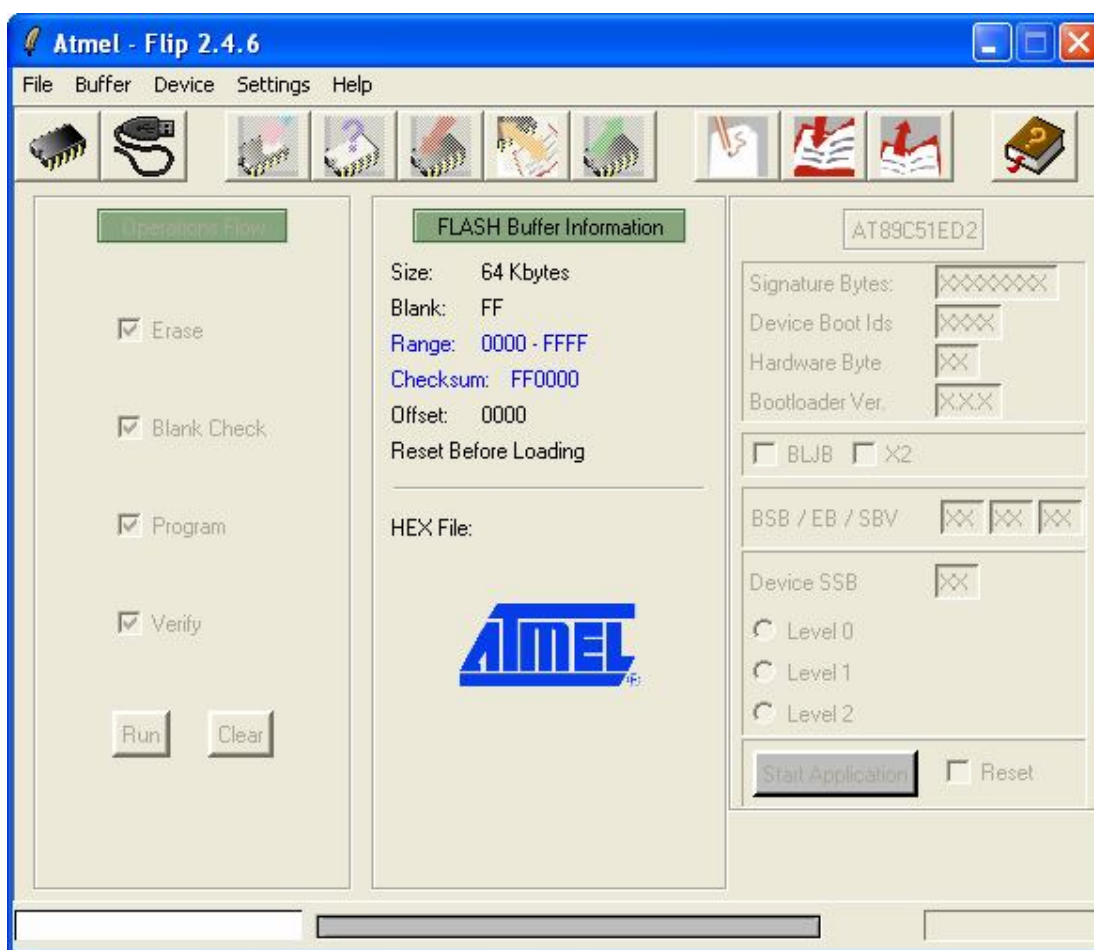 Atmel - Flip 2.4.6
File Buffer Device Settings Help
Operations Flow
Erase
Blank Check
Program
Verify
Run Clear
FLASH Buffer Information
Size: 64 Kbytes
Blank: FF
Range: 0000 - FFFF
Checksum: FF0000
Offset: 0000
Reset Before Loading
HEX File:
ATMEL ®
AT89C51ED2
Signature Bytes: XXXXXXXX
Device Boot Ids XXXX
Hardware Byte XX
Bootloader Ver. X.X.X
BLJB X2
BSB / EB / SBV XX XX XX
Device SSB XX
Level 0
Level 1
Level 2
Start Application Reset